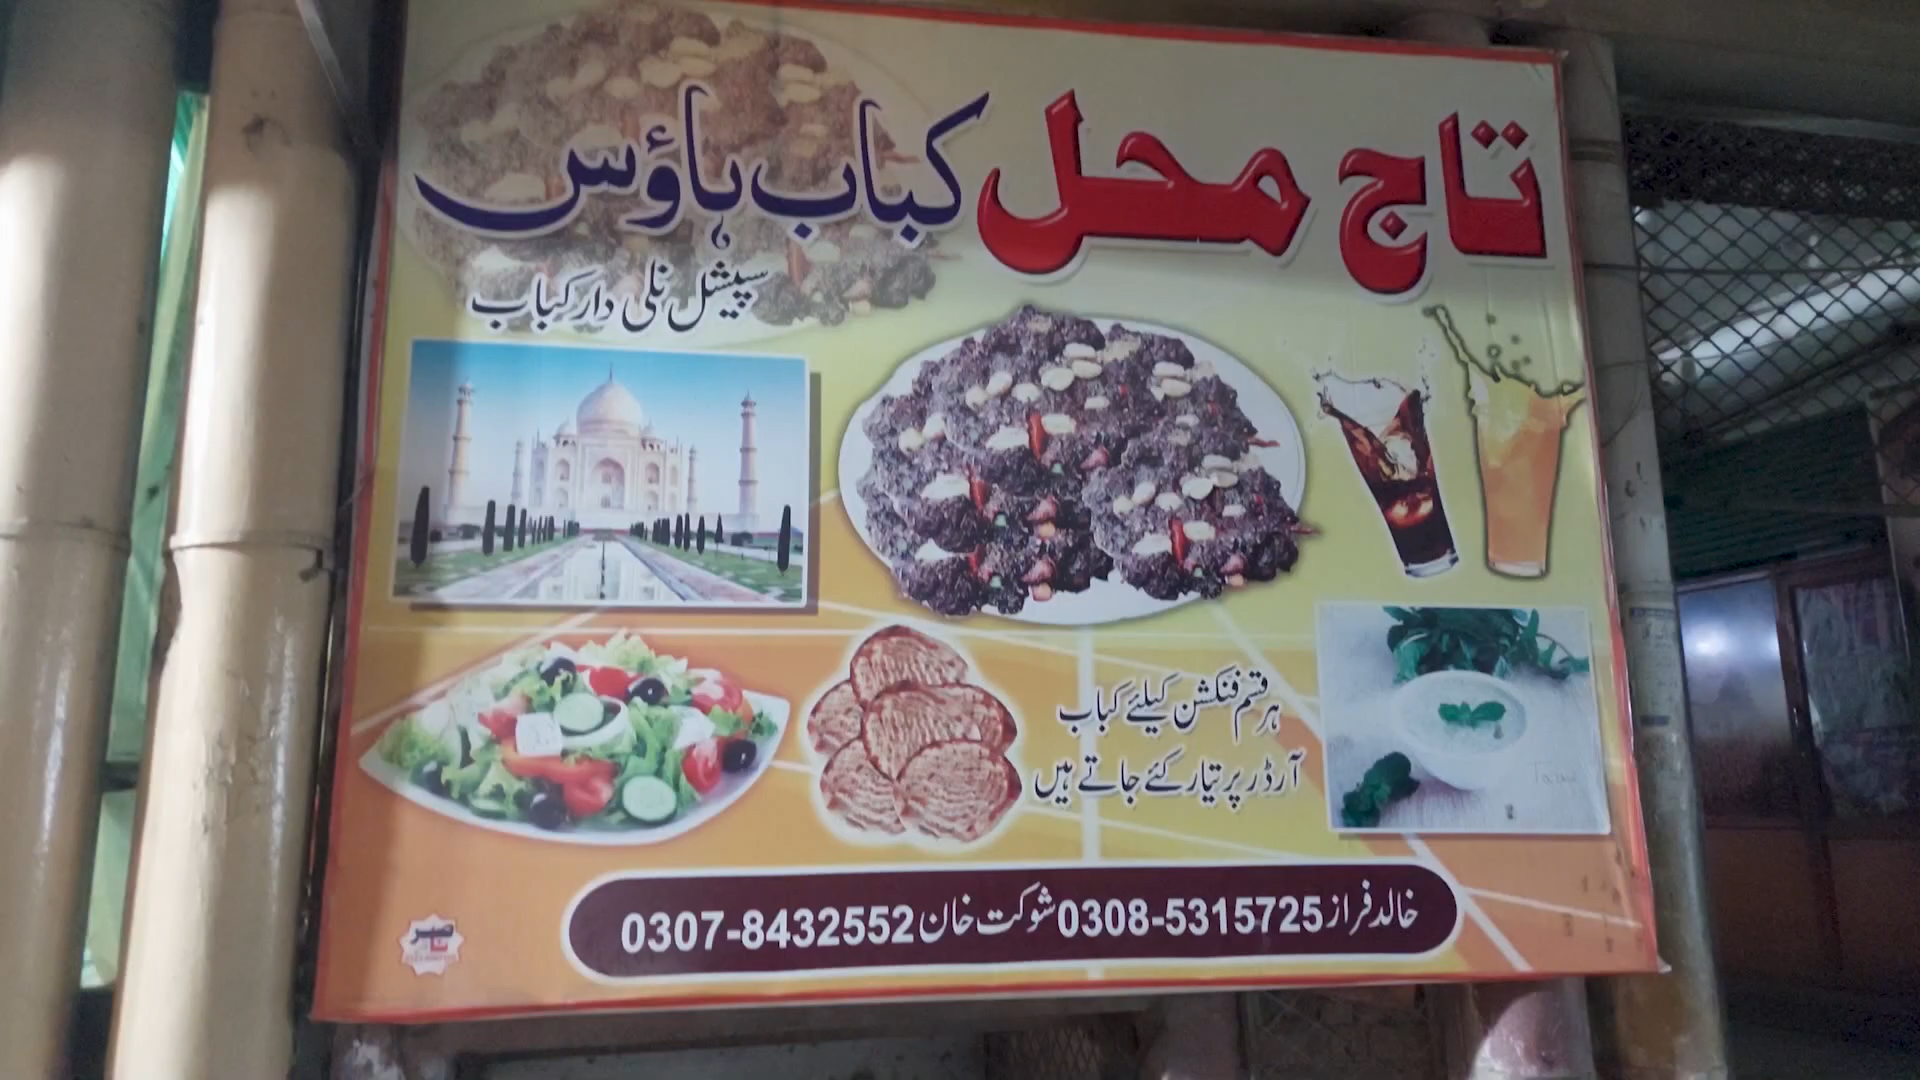 تاج محل کباب ہاؤس
سپیشل نلی دار کباب
ہر قسم فنکشن کیلئے کباب
آرڈر پر تیار کئے جاتے ہیں
خالد فراز 0308-5315725 شوکت خان 0307-8432552